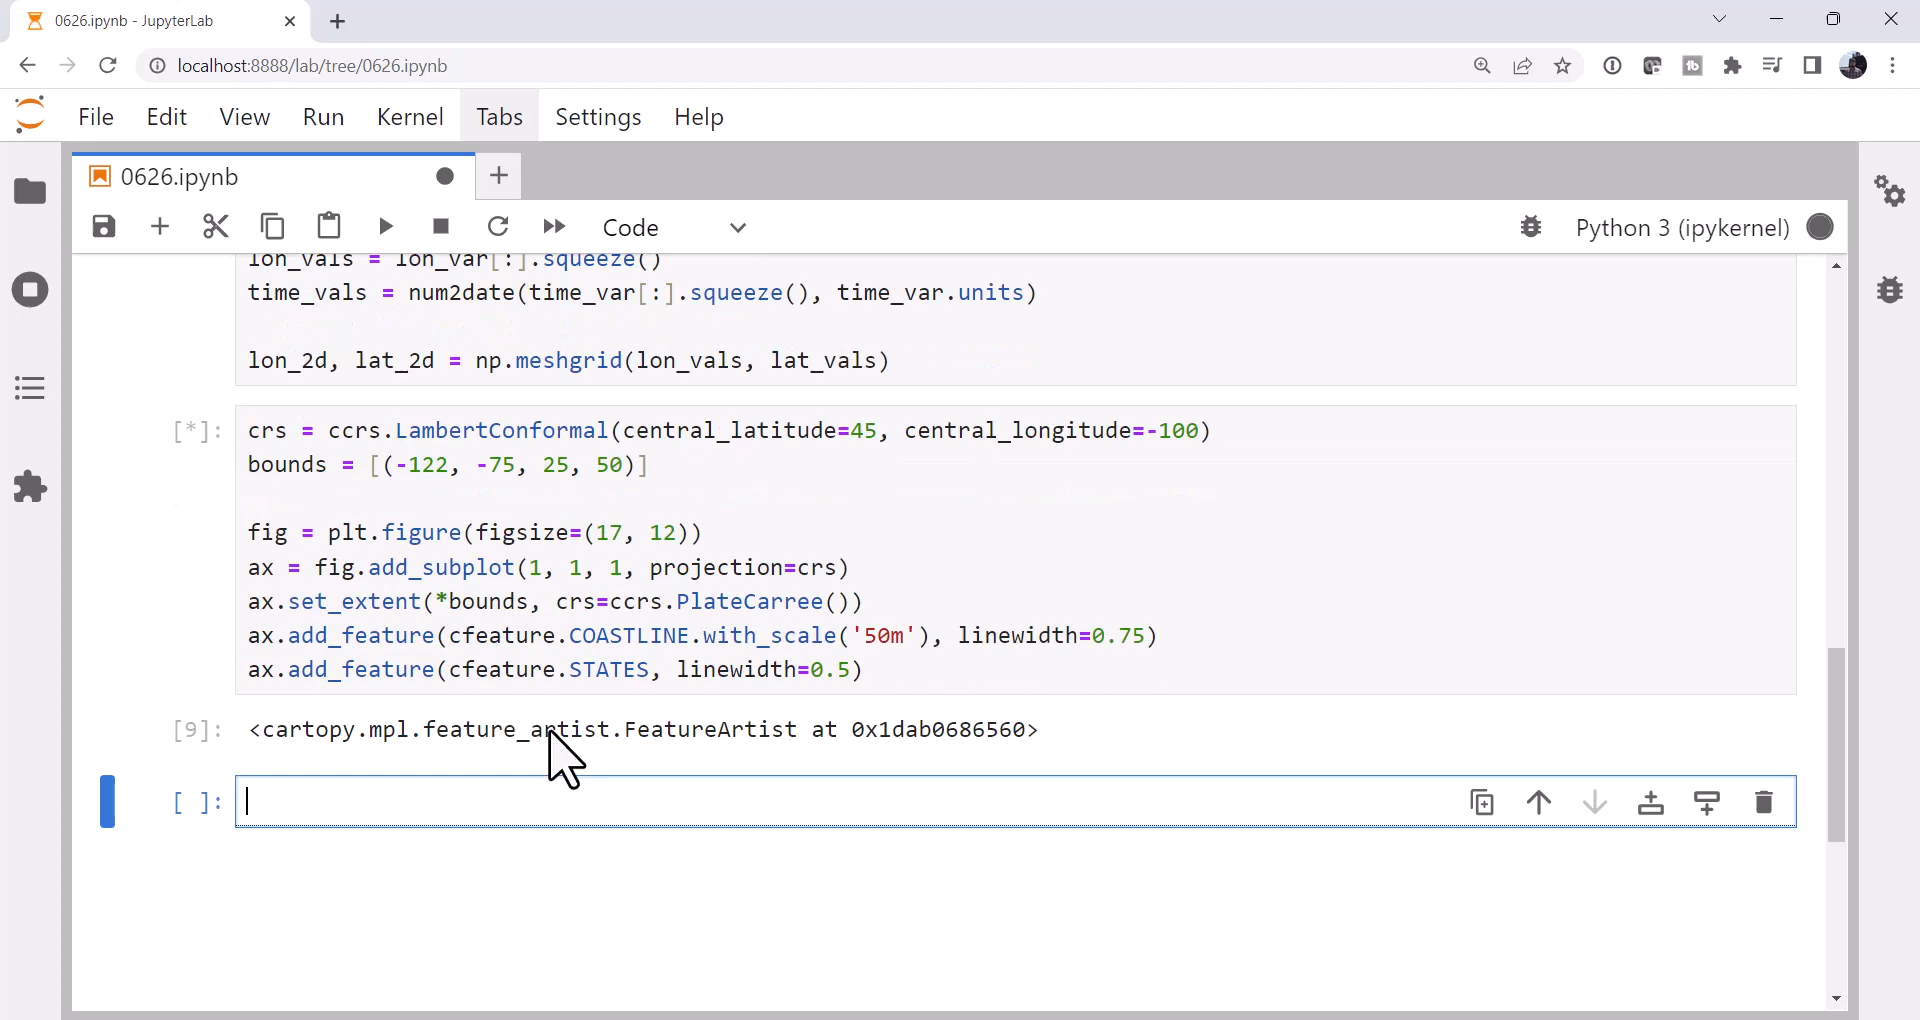 0626.ipynb - JupyterLab
localhost:8888/lab/tree/0626.ipynb
File Edit View Run Kernel Tabs Settings Help
0626.ipynb
Code
Python 3 (ipykernel)
lon_vals = lon_var[:].squeeze()
time_vals = num2date(time_var[:].squeeze(), time_var.units)
lon_2d, lat_2d = np.meshgrid(lon_vals, lat_vals)
[*]: crs = ccrs.LambertConformal(central_latitude=45, central_longitude=-100)
bounds = [(-122, -75, 25, 50)]
fig = plt.figure(figsize=(17, 12))
ax = fig.add_subplot(1, 1, 1, projection=crs)
ax.set_extent(*bounds, crs=ccrs.PlateCarree())
ax.add_feature(cfeature.COASTLINE.with_scale('50m'), linewidth=0.75)
ax.add_feature(cfeature.STATES, linewidth=0.5)
[9]: <cartopy.mpl.feature_artist.FeatureArtist at 0x1dab0686560>
[ ]: